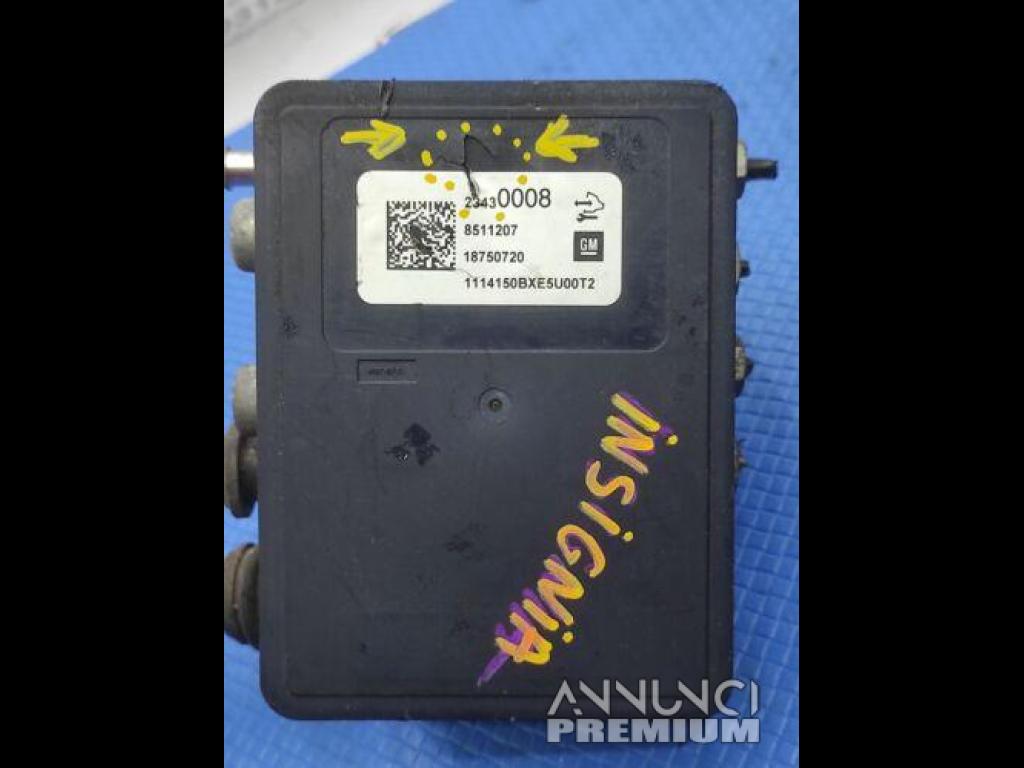 23430008
8511207
18750720
GM
1114150BXE5U00T2
iNSiGNiA
ANNUNCI
PREMIUM